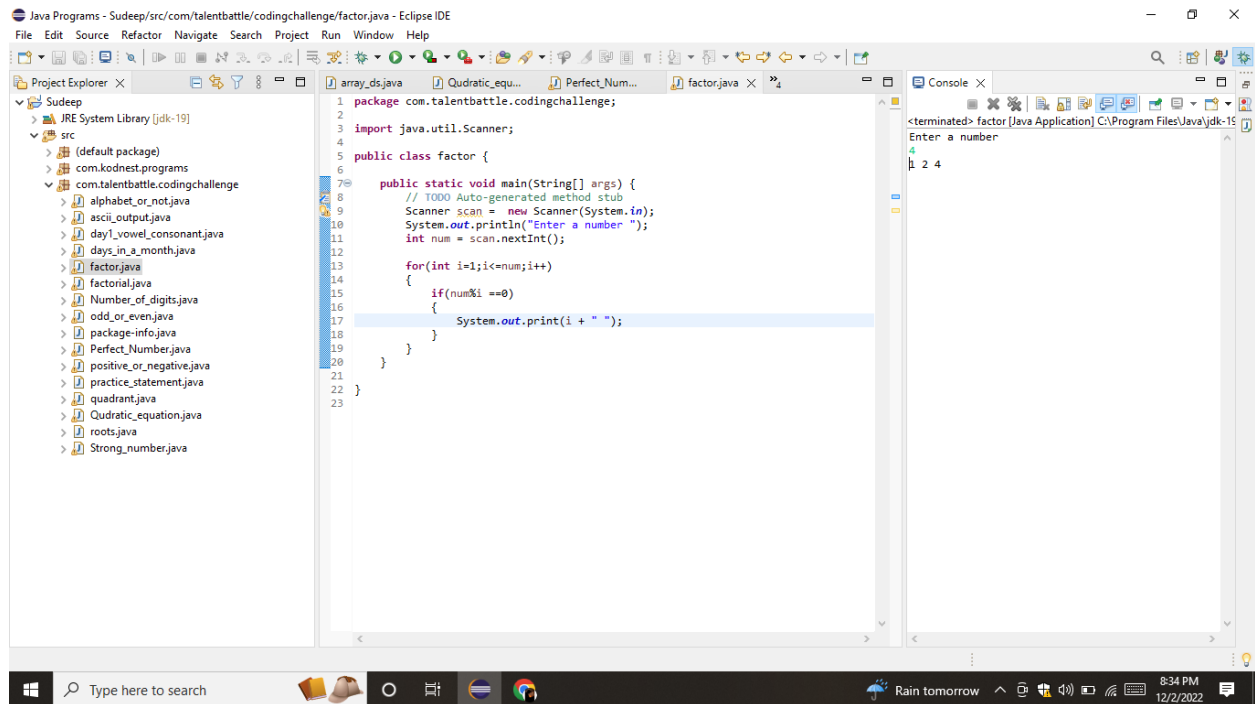 Java Programs - Sudeep/src/com/talentbattle/codingchallenge/factor.java - Eclipse IDE
File Edit Source Refactor Navigate Search Project Run Window Help
Project Explorer
Sudeep
JRE System Library [jdk-19]
src
(default package)
com.kodnest.programs
com.talentbattle.codingchallenge
alphabet_or_not.java
ascii_output.java
day1_vowel_consonant.java
days_in_a_month.java
factor.java
factorial.java
Number_of_digits.java
odd_or_even.java
package-info.java
Perfect_Number.java
positive_or_negative.java
practice_statement.java
quadrant.java
Qudratic_equation.java
roots.java
Strong_number.java
array_ds.java Qudratic_equ... Perfect_Num... factor.java »4
1 package com.talentbattle.codingchallenge;
2
3 import java.util.Scanner;
4
5 public class factor {
6
7 public static void main(String[] args) {
8 // TODO Auto-generated method stub
9 Scanner scan = new Scanner(System.in);
10 System.out.println("Enter a number ");
11 int num = scan.nextInt();
12
13 for(int i=1;i<=num;i++)
14 {
15 if(num%i ==0)
16 {
17 System.out.print(i + " ");
18 }
19 }
20 }
21
22 }
23
Console
<terminated> factor [Java Application] C:\Program Files\Java\jdk-19
Enter a number
4
1 2 4
Type here to search
Rain tomorrow
8:34 PM
12/2/2022